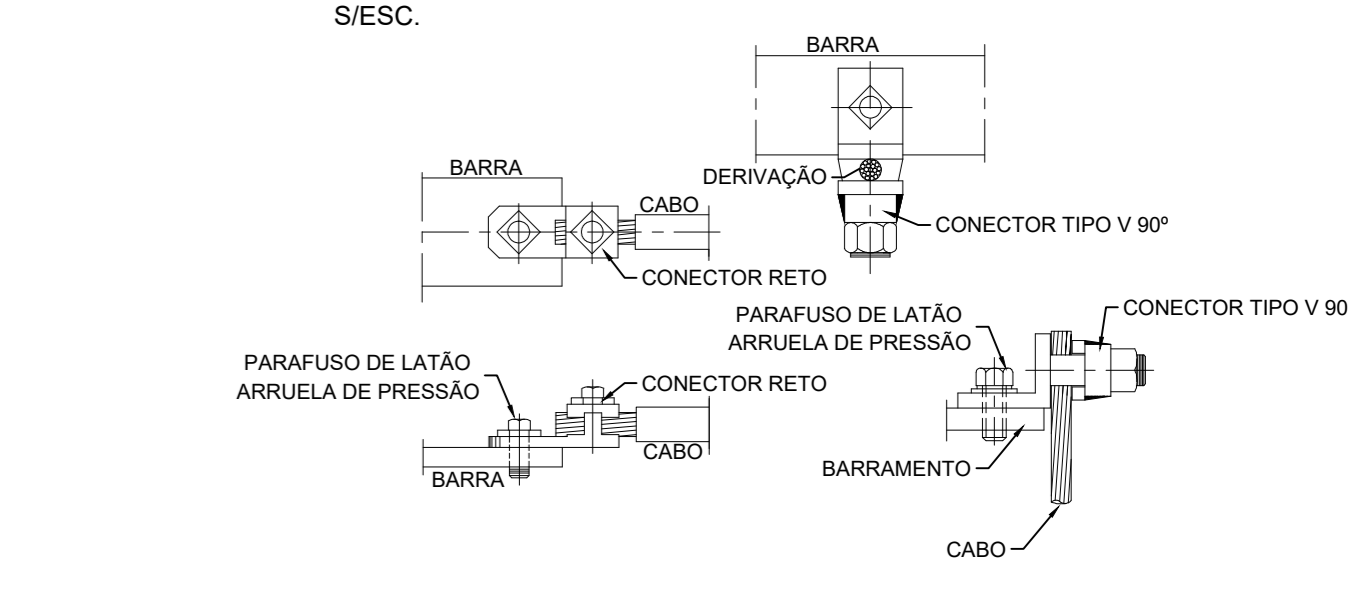 S/ESC.
BARRA
DERIVAÇÃO
CONECTOR TIPO V 90º
BARRA
CABO
CONECTOR RETO
PARAFUSO DE LATÃO
ARRUELA DE PRESSÃO
CONECTOR RETO
CABO
BARRA
PARAFUSO DE LATÃO
ARRUELA DE PRESSÃO
CONECTOR TIPO V 90
BARRAMENTO
CABO